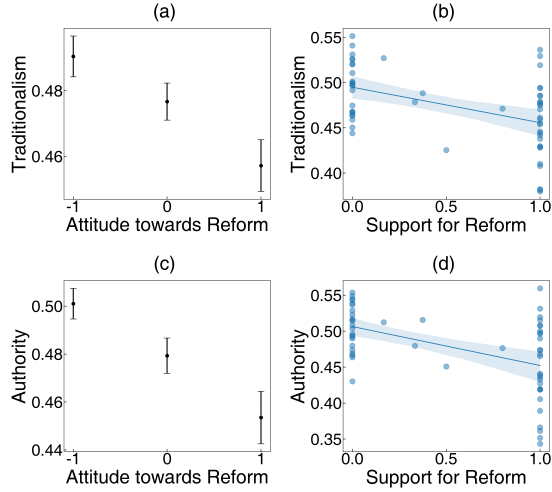 (a)
Traditionalism
0.48
0.46
-1 0 1
Attitude towards Reform
(b)
Traditionalism
0.55
0.50
0.45
0.40
0.0 0.5 1.0
Support for Reform
(c)
Authority
0.50
0.48
0.46
0.44
-1 0 1
Attitude towards Reform
(d)
Authority
0.55
0.50
0.45
0.40
0.35
0.0 0.5 1.0
Support for Reform